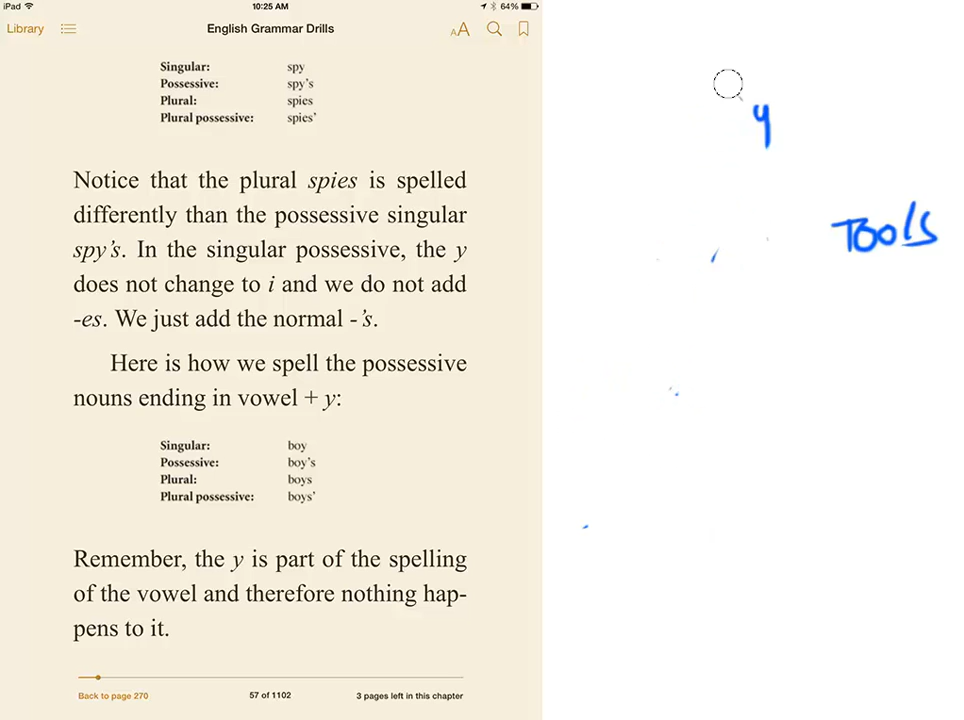 iPad 10:25 AM 64%
Library English Grammar Drills AA
Singular: spy
Possessive: spy's
Plural: spies
Plural possessive: spies'
Notice that the plural spies is spelled
differently than the possessive singular
spy's. In the singular possessive, the y
does not change to i and we do not add
-es. We just add the normal -'s.
Here is how we spell the possessive
nouns ending in vowel + y:
Singular: boy
Possessive: boy's
Plural: boys
Plural possessive: boys'
Remember, the y is part of the spelling
of the vowel and therefore nothing hap-
pens to it.
Back to page 270 57 of 1102 3 pages left in this chapter
y
Tools